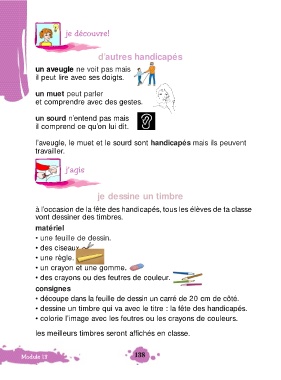 je découvre!
d'autres handicapés
un aveugle ne voit pas mais
il peut lire avec ses doigts.
un muet peut parler
et comprendre avec des gestes.
un sourd n'entend pas mais
il comprend ce qu'on lui dit.
l'aveugle, le muet et le sourd sont handicapés mais ils peuvent
travailler.
j'agis
je dessine un timbre
à l'occasion de la fête des handicapés, tous les élèves de ta classe
vont dessiner des timbres.
matériel
• une feuille de dessin.
• des ciseaux.
• une règle.
• un crayon et une gomme.
• des crayons ou des feutres de couleur.
consignes
• découpe dans la feuille de dessin un carré de 20 cm de côté.
• dessine un timbre qui va avec le titre : la fête des handicapés.
• colorie l'image avec les feutres ou les crayons de couleurs.
les meilleurs timbres seront affichés en classe.
Module 18
138